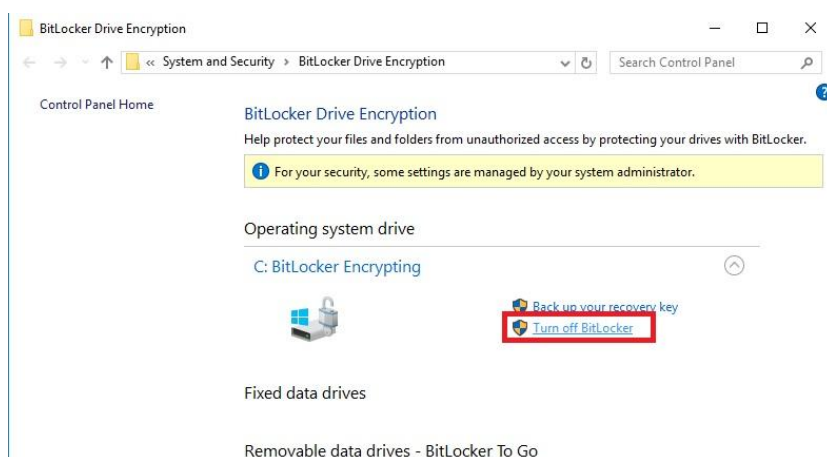 BitLocker Drive Encryption
« System and Security > BitLocker Drive Encryption
Search Control Panel
Control Panel Home
BitLocker Drive Encryption
Help protect your files and folders from unauthorized access by protecting your drives with BitLocker.
For your security, some settings are managed by your system administrator.
Operating system drive
C: BitLocker Encrypting
Back up your recovery key
Turn off BitLocker
Fixed data drives
Removable data drives - BitLocker To Go